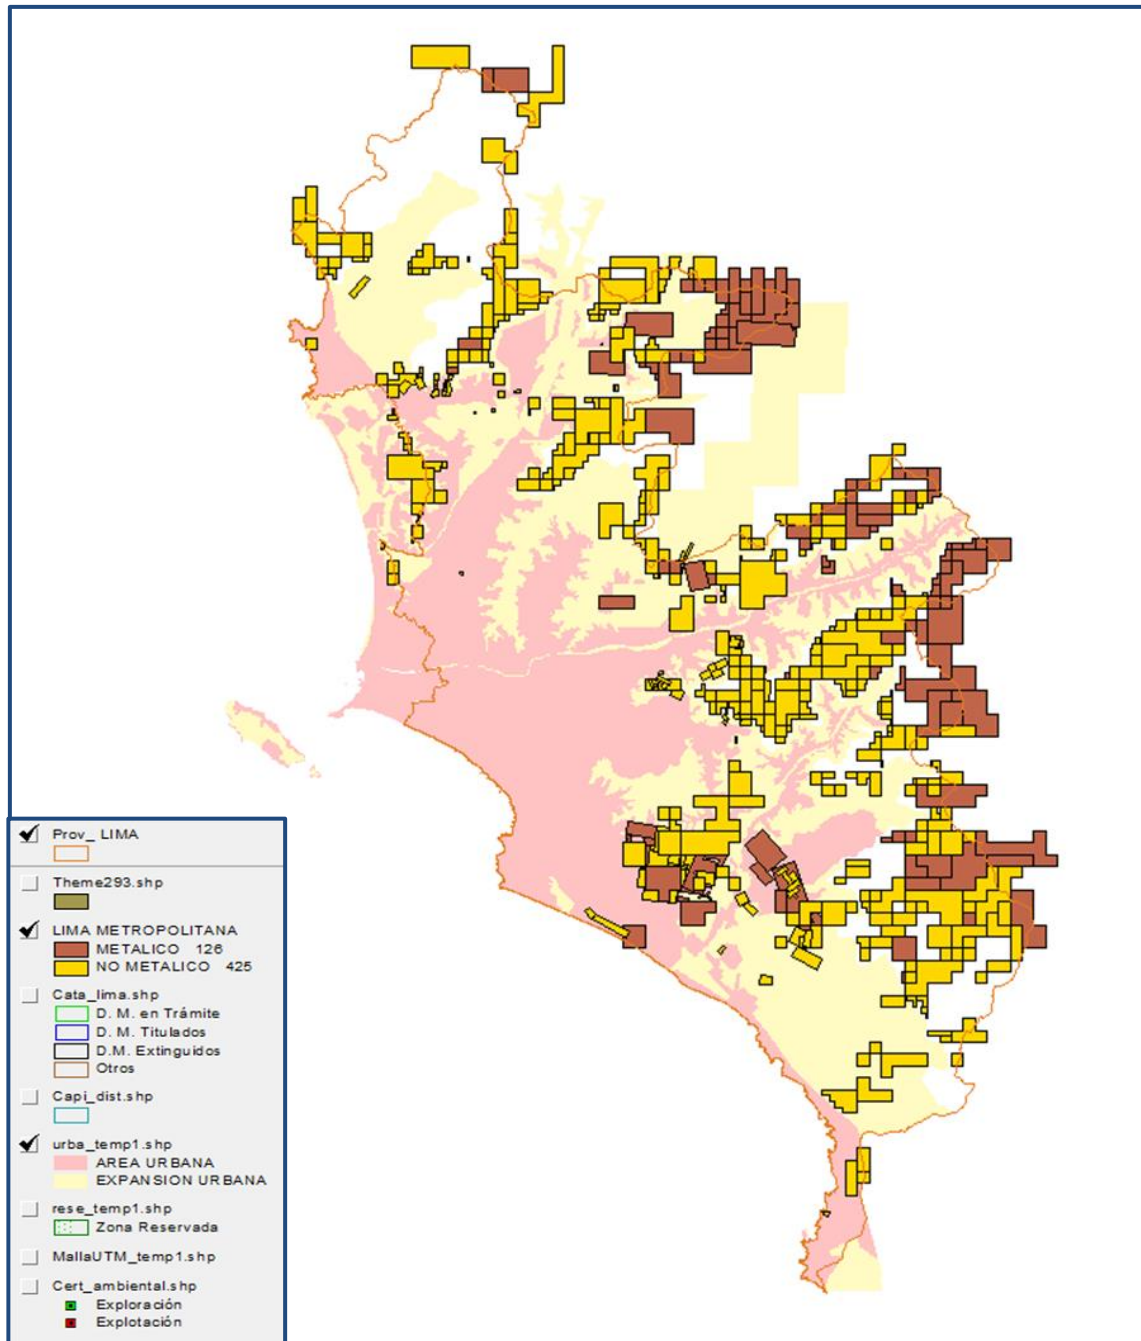 Prov_ LIMA
Theme293.shp
LIMA METROPOLITANA
METALICO 126
NO METALICO 425
Cata_lima.shp
D. M. en Trámite
D. M. Titulados
D.M. Extinguidos
Otros
Capi_dist.shp
urba_temp1.shp
AREA URBANA
EXPANSION URBANA
rese_temp1.shp
Zona Reservada
MallaUTM_temp1.shp
Cert_ambiental.shp
Exploración
Explotación